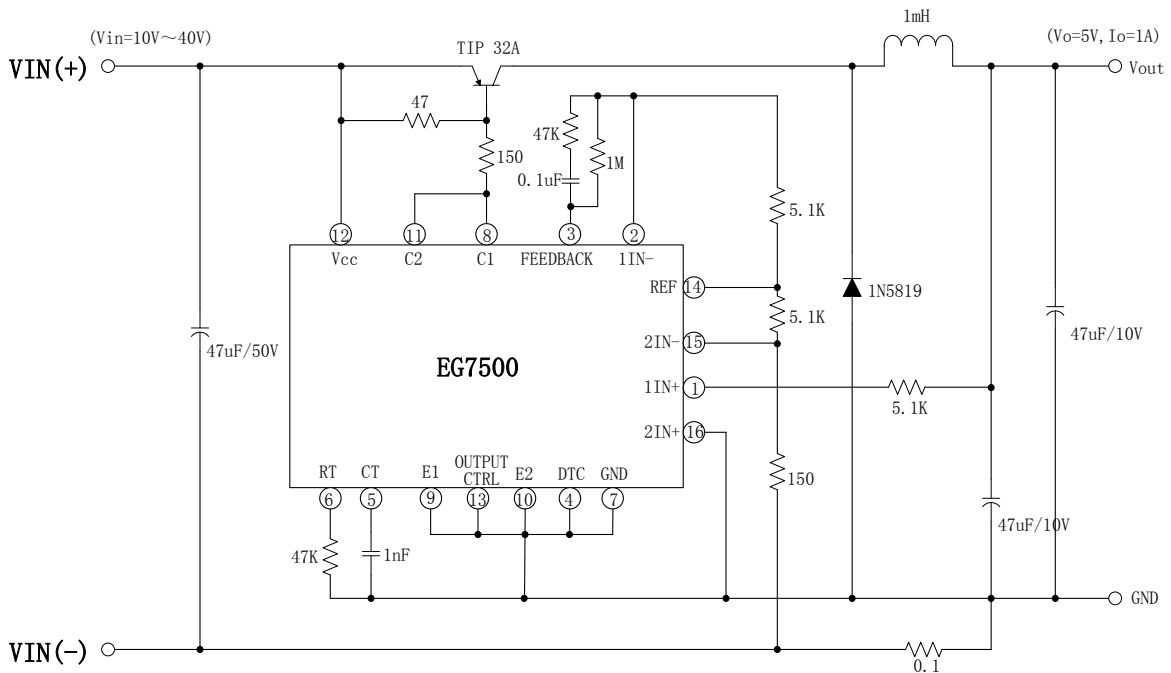 1mH
(Vin=10V～40V)
(Vo=5V,Io=1A)
TIP 32A
VIN(+)
Vout
47
47K
150
1M
0.1uF
5.1K
12
11
8
3
2
Vcc
C2
C1
FEEDBACK
1IN-
REF
14
1N5819
5.1K
47uF/50V
2IN-
15
47uF/10V
EG7500
1IN+
1
5.1K
2IN+
16
RT
CT
E1
OUTPUT
CTRL
E2
DTC
GND
150
6
5
9
13
10
4
7
47uF/10V
47K
1nF
GND
VIN(-)
0.1